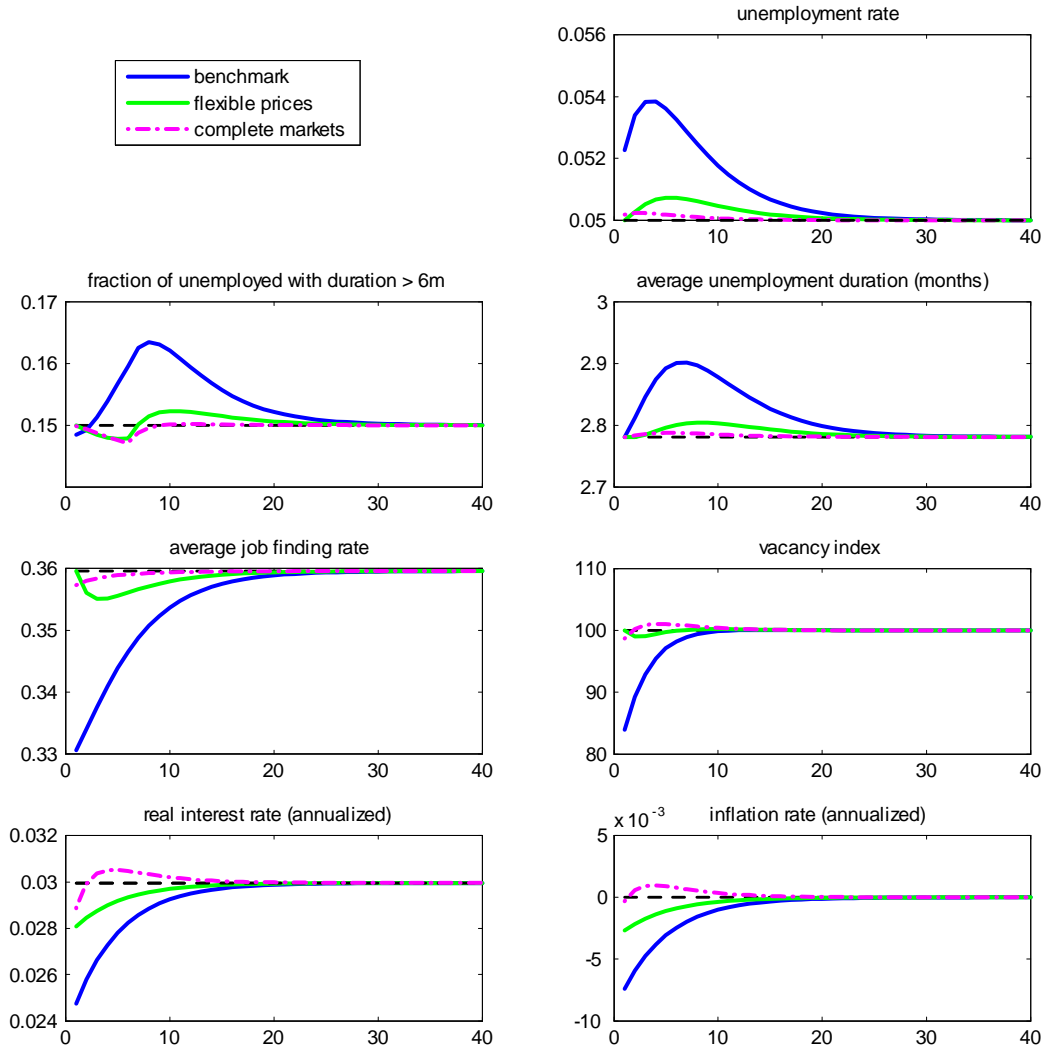 unemployment rate
benchmark
flexible prices
complete markets
0.056
0.054
0.052
0.05
0 10 20 30 40
fraction of unemployed with duration > 6m
0.17
0.16
0.15
0 10 20 30 40
average unemployment duration (months)
3
2.9
2.8
2.7
0 10 20 30 40
average job finding rate
0.36
0.35
0.34
0.33
0 10 20 30 40
vacancy index
110
100
90
80
0 10 20 30 40
real interest rate (annualized)
0.032
0.03
0.028
0.026
0.024
0 10 20 30 40
inflation rate (annualized)
x 10 -3
5
0
-5
-10
0 10 20 30 40